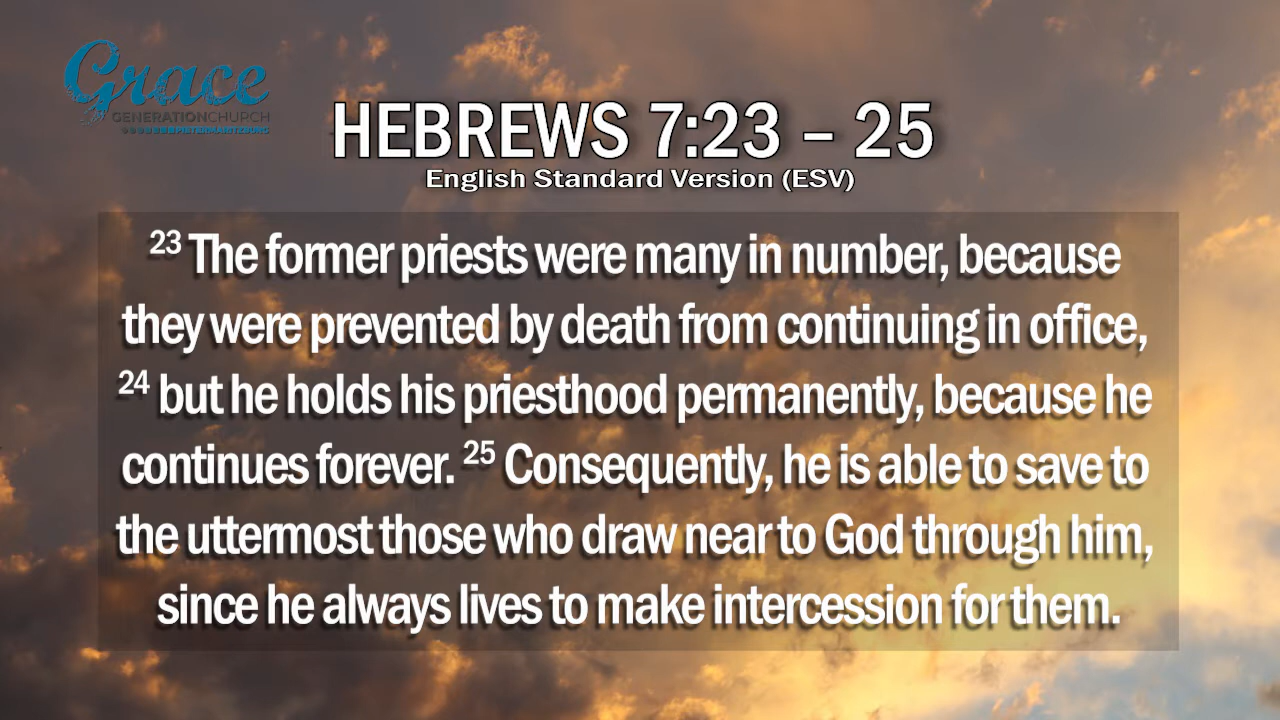 Grace
GENERATIONCHURCH
PIETERMARITZBURG
HEBREWS 7:23 – 25
English Standard Version (ESV)
23 The former priests were many in number, because
they were prevented by death from continuing in office,
24 but he holds his priesthood permanently, because he
continues forever. 25 Consequently, he is able to save to
the uttermost those who draw near to God through him,
since he always lives to make intercession for them.